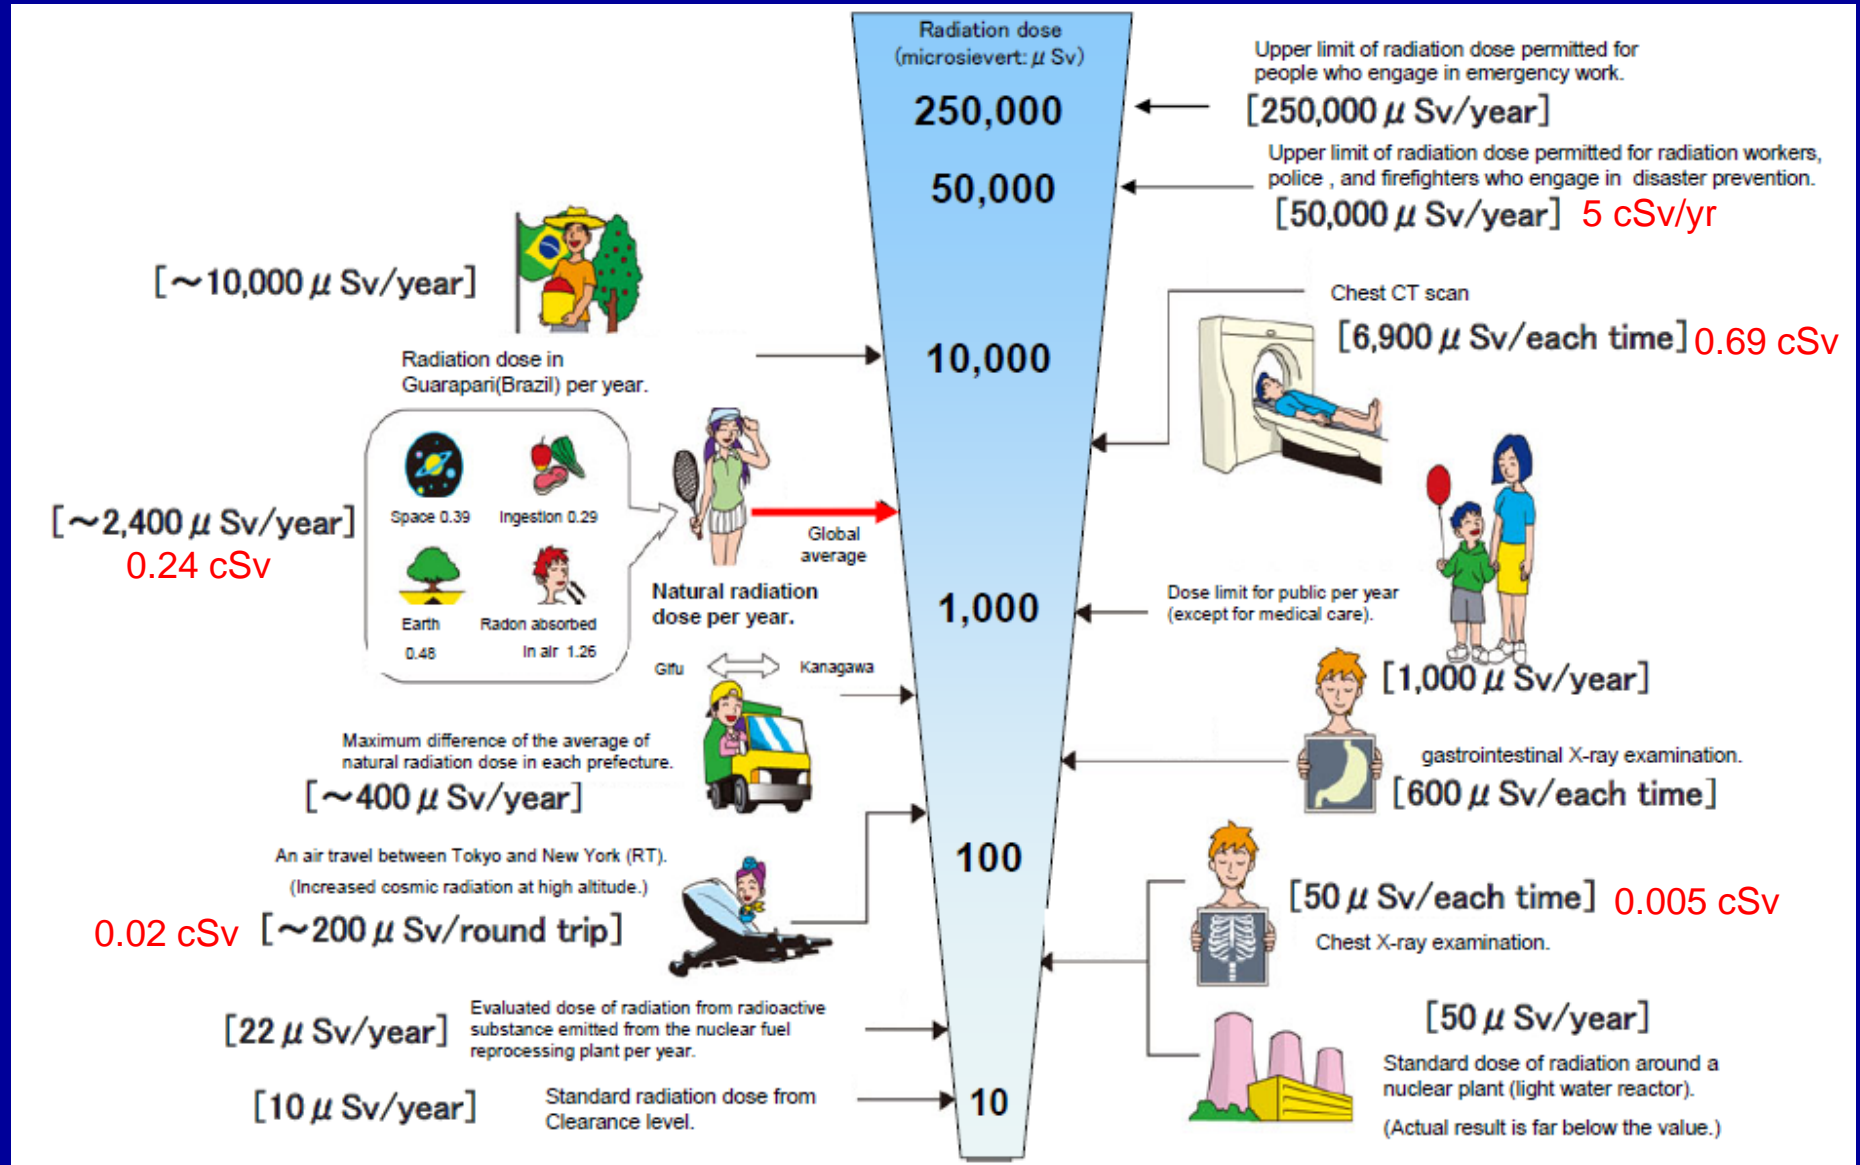 Radiation dose
(microsievert: μ Sv)
250,000
50,000
10,000
1,000
100
10
Upper limit of radiation dose permitted for
people who engage in emergency work.
[250,000 μ Sv/year]
Upper limit of radiation dose permitted for radiation workers,
police , and firefighters who engage in disaster prevention.
[50,000 μ Sv/year] 5 cSv/yr
[~10,000 μ Sv/year]
Radiation dose in
Guarapari(Brazil) per year.
Chest CT scan
[6,900 μ Sv/each time] 0.69 cSv
[~2,400 μ Sv/year]
0.24 cSv
Space 0.39 Ingestion 0.29
Earth
0.48
Radon absorbed
In air 1.26
Global
average
Natural radiation
dose per year.
Dose limit for public per year
(except for medical care).
[1,000 μ Sv/year]
Gifu Kanagawa
Maximum difference of the average of
natural radiation dose in each prefecture.
[~400 μ Sv/year]
gastrointestinal X-ray examination.
[600 μ Sv/each time]
An air travel between Tokyo and New York (RT).
(Increased cosmic radiation at high altitude.)
0.02 cSv [~200 μ Sv/round trip]
[50 μ Sv/each time] 0.005 cSv
Chest X-ray examination.
[22 μ Sv/year]
Evaluated dose of radiation from radioactive
substance emitted from the nuclear fuel
reprocessing plant per year.
[50 μ Sv/year]
Standard dose of radiation around a
nuclear plant (light water reactor).
(Actual result is far below the value.)
[10 μ Sv/year]
Standard radiation dose from
Clearance level.